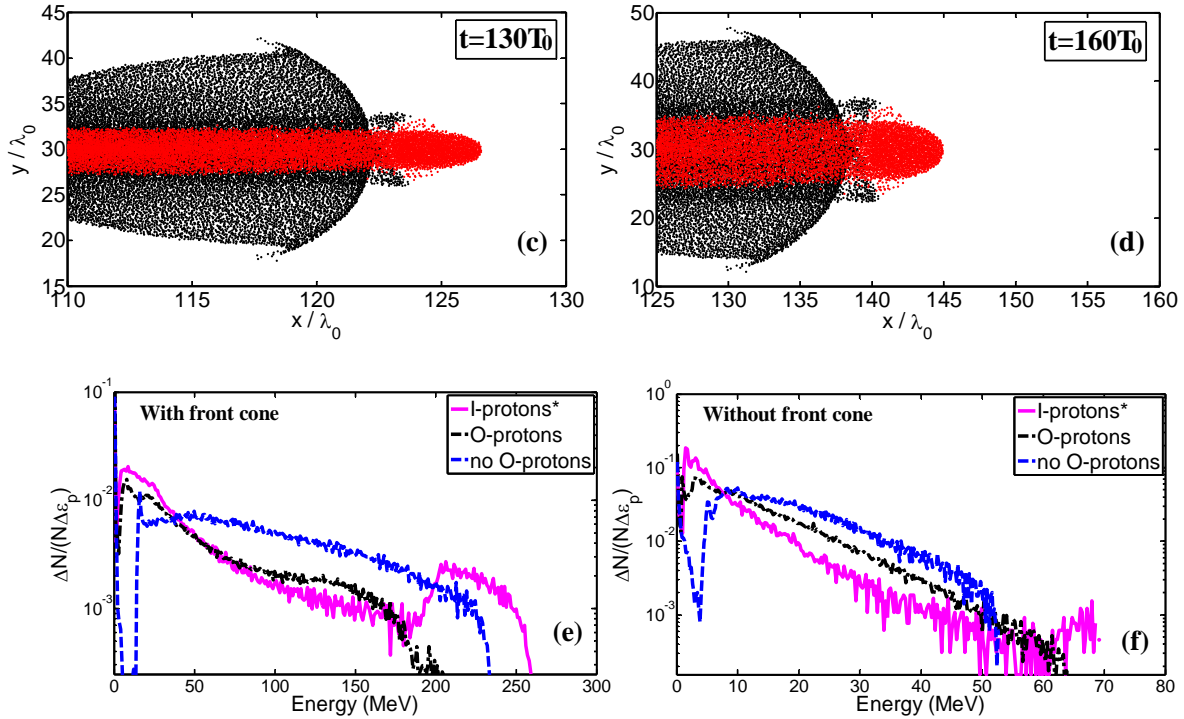 45
40
35
30
25
20
15
y / λ₀
t=130T₀
(c)
110 115 120 125 130
x / λ₀
50
40
30
20
10
y / λ₀
t=160T₀
(d)
125 130 135 140 145 150 155 160
x / λ₀
10⁻¹
10⁻²
10⁻³
ΔN/(NΔεₚ)
With front cone
I-protons*
O-protons
no O-protons
(e)
0 50 100 150 200 250 300
Energy (MeV)
10⁰
10⁻¹
10⁻²
10⁻³
ΔN/(NΔεₚ)
Without front cone
I-protons*
O-protons
no O-protons
(f)
0 10 20 30 40 50 60 70 80
Energy (MeV)